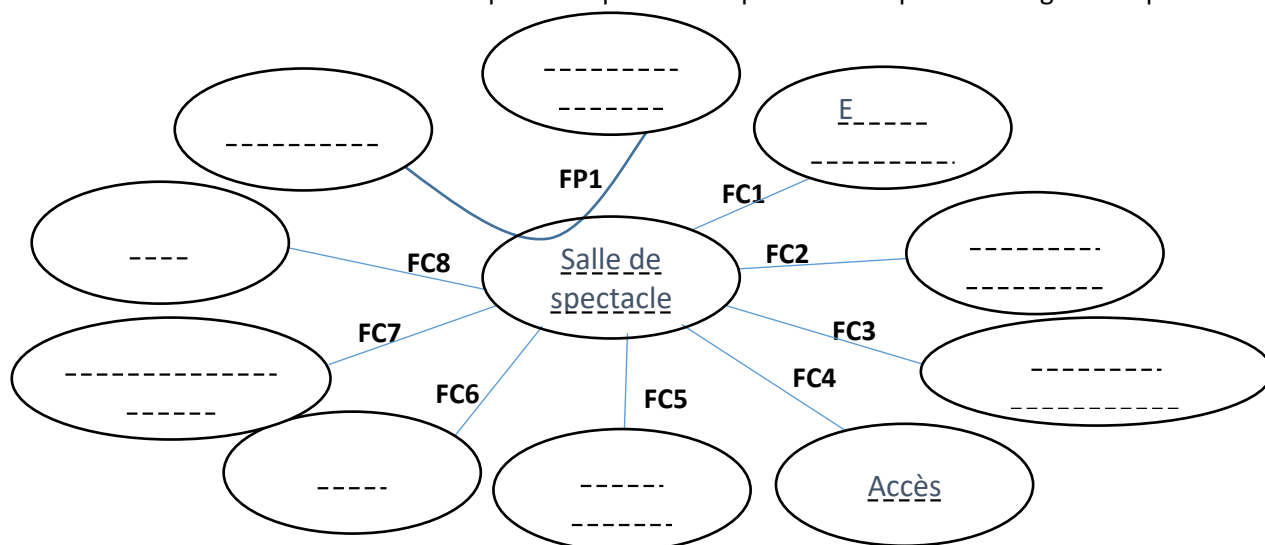 E
FP1
FC1
FC2
FC8
Salle de
spectacle
FC7
FC3
FC4
FC6
FC5
Accès